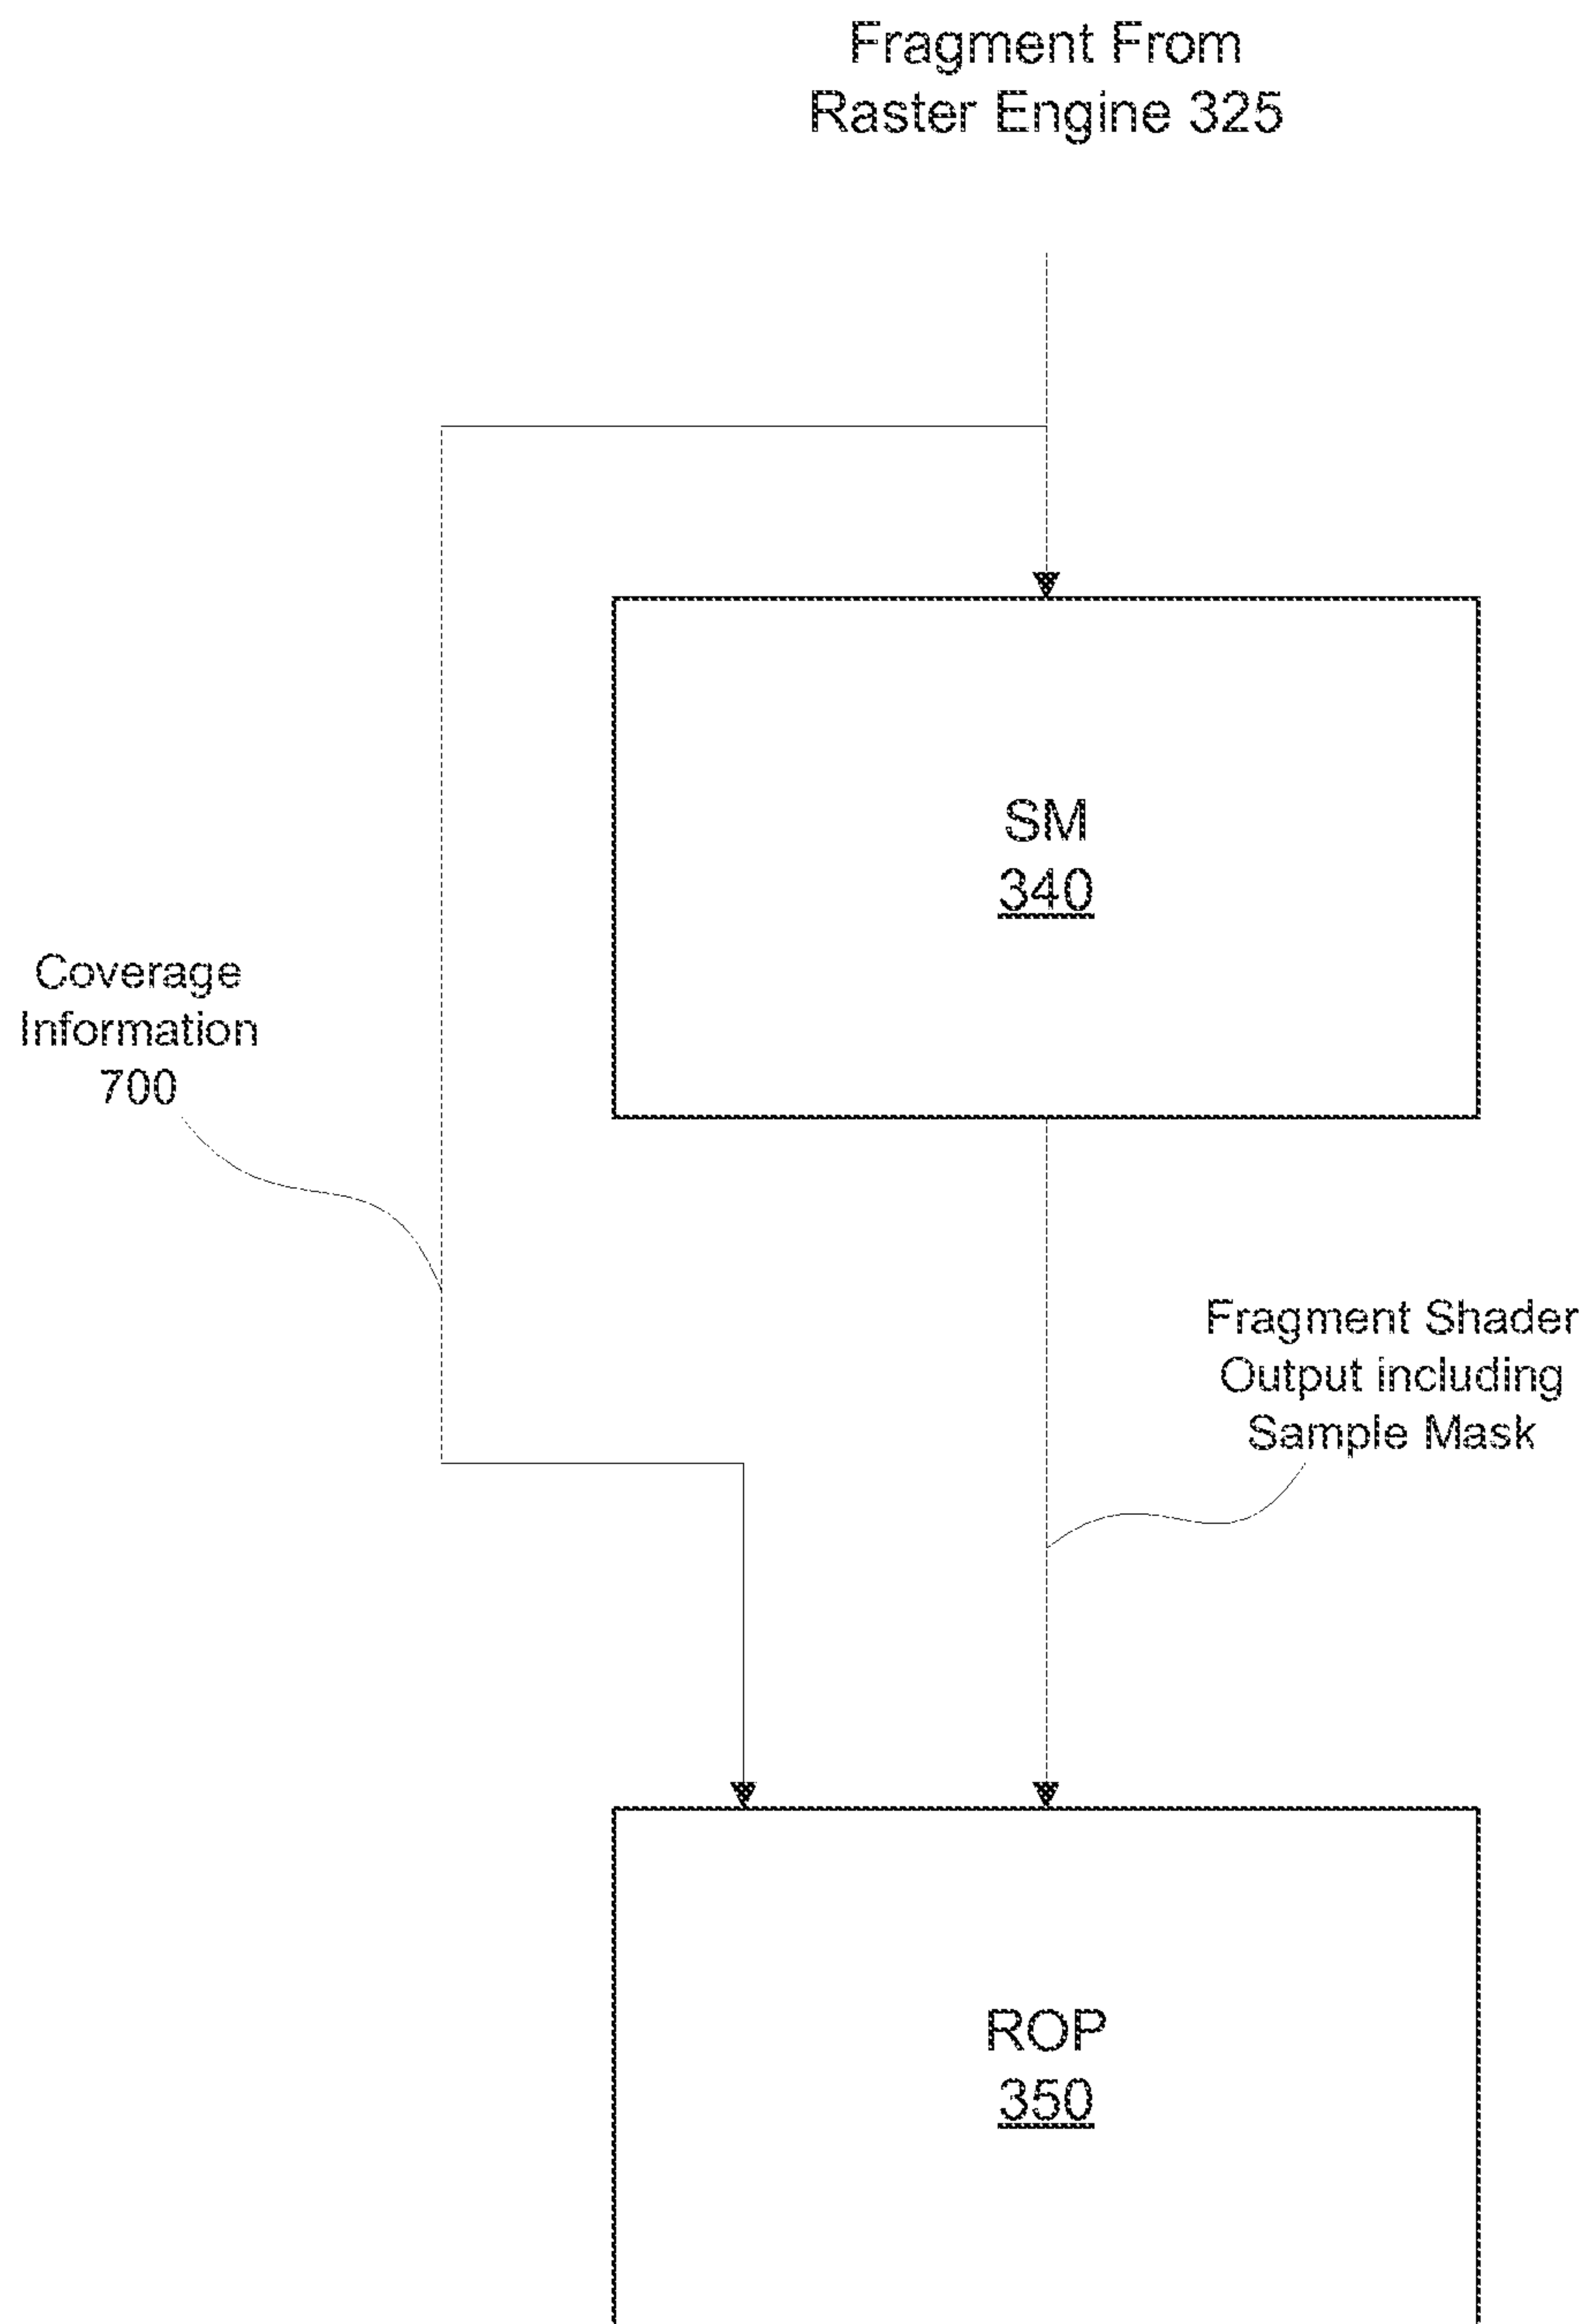 Fragment From
Raster Engine 325
SM
340
Coverage
Information
700
Fragment Shader
Output including
Sample Mask
ROP
350